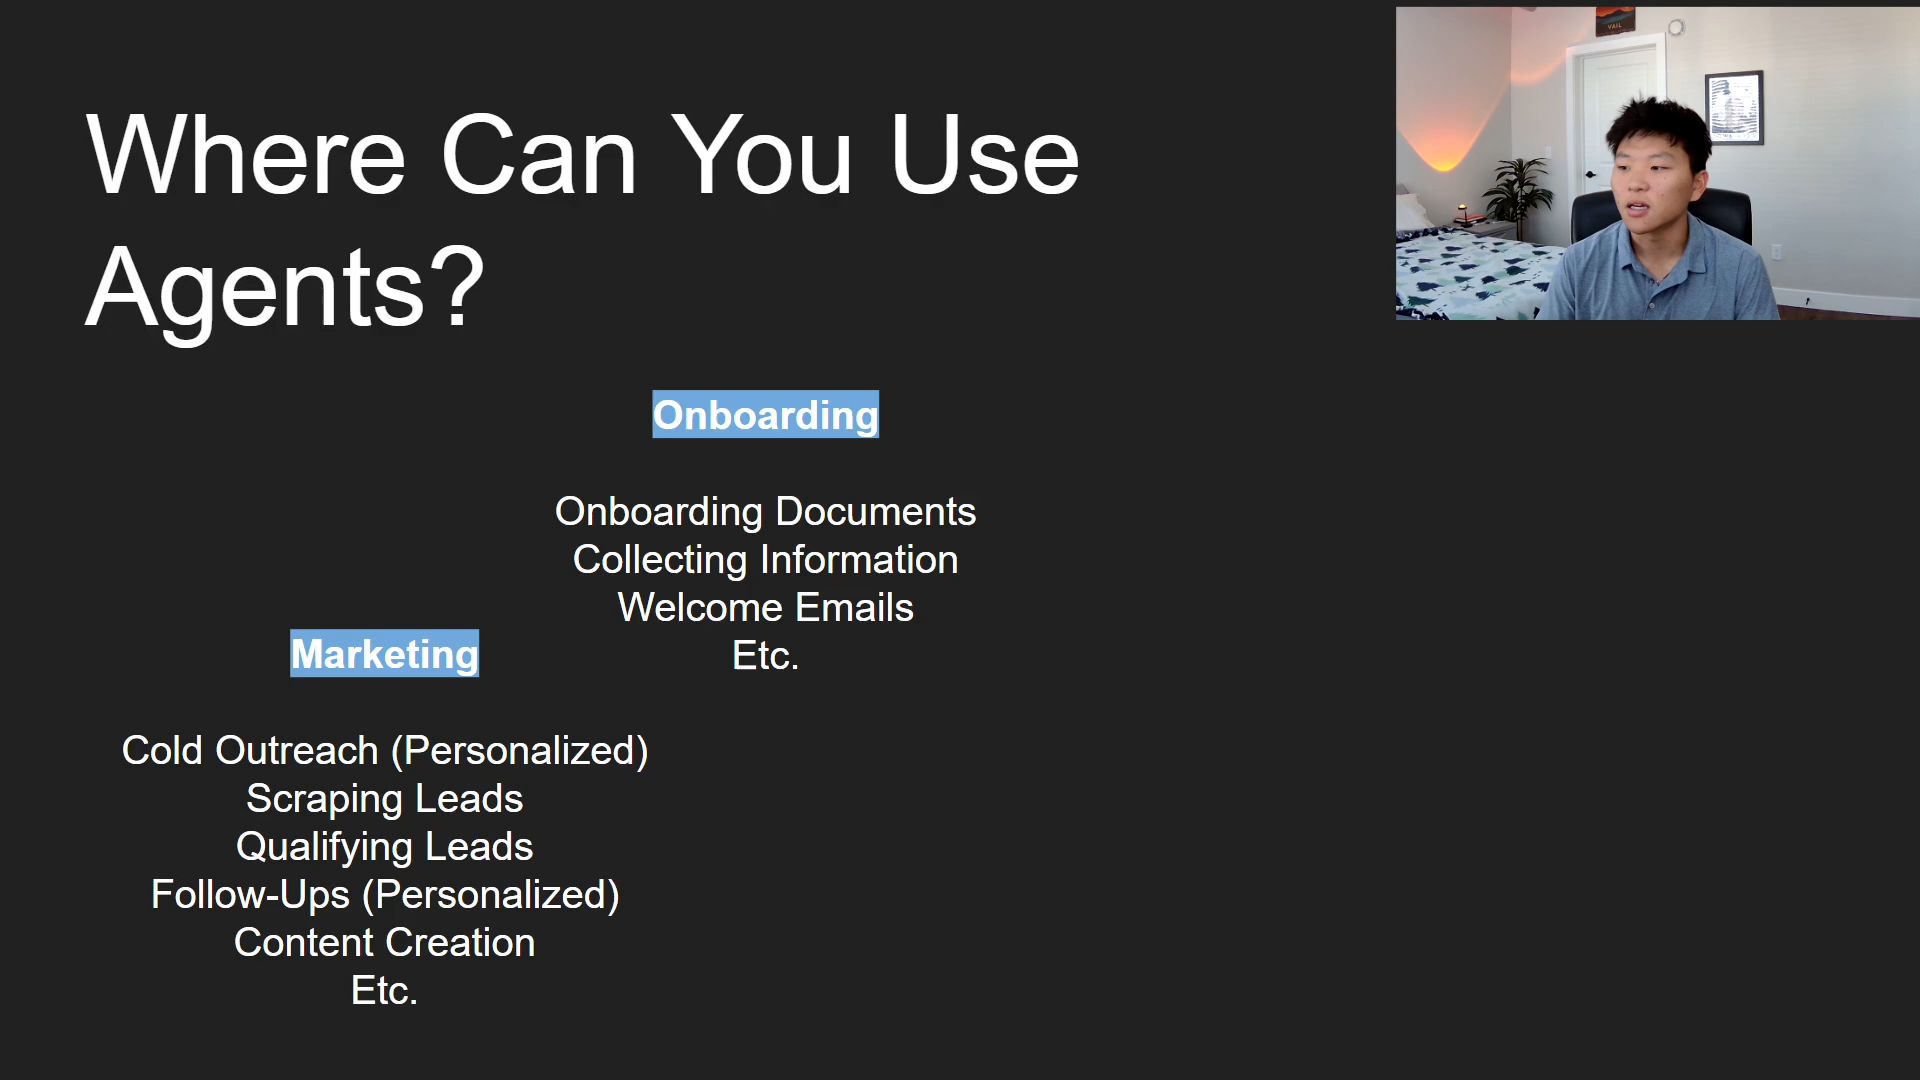 Where Can You Use
Agents?
Onboarding
Onboarding Documents
Collecting Information
Welcome Emails
Etc.
Marketing
Cold Outreach (Personalized)
Scraping Leads
Qualifying Leads
Follow-Ups (Personalized)
Content Creation
Etc.
VAIL